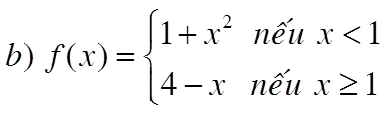 b) f(x) = { 1 + x² nếu x < 1
4 − x nếu x ≥ 1